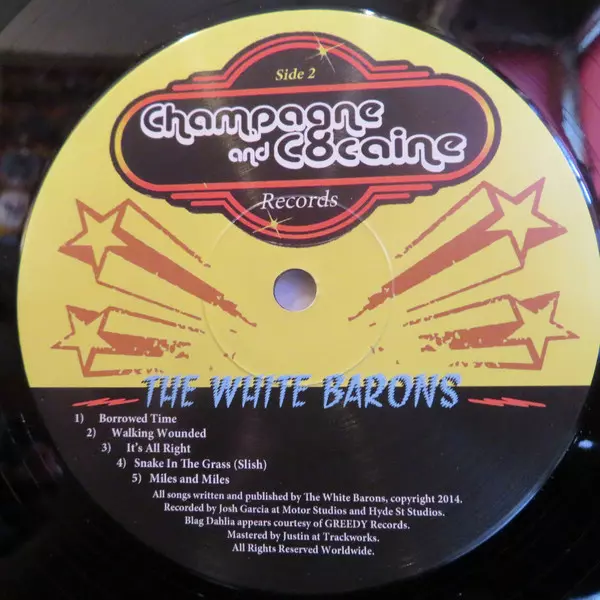 Side 2
Champagne
and Cocaine
Records
THE WHITE BARONS
1) Borrowed Time
2) Walking Wounded
3) It's All Right
4) Snake In The Grass (Slish)
5) Miles and Miles
All songs written and published by The White Barons, copyright 2014.
Recorded by Josh Garcia at Motor Studios and Hyde St Studios.
Blag Dahlia appears courtesy of GREEDY Records.
Mastered by Justin at Trackworks.
All Rights Reserved Worldwide.